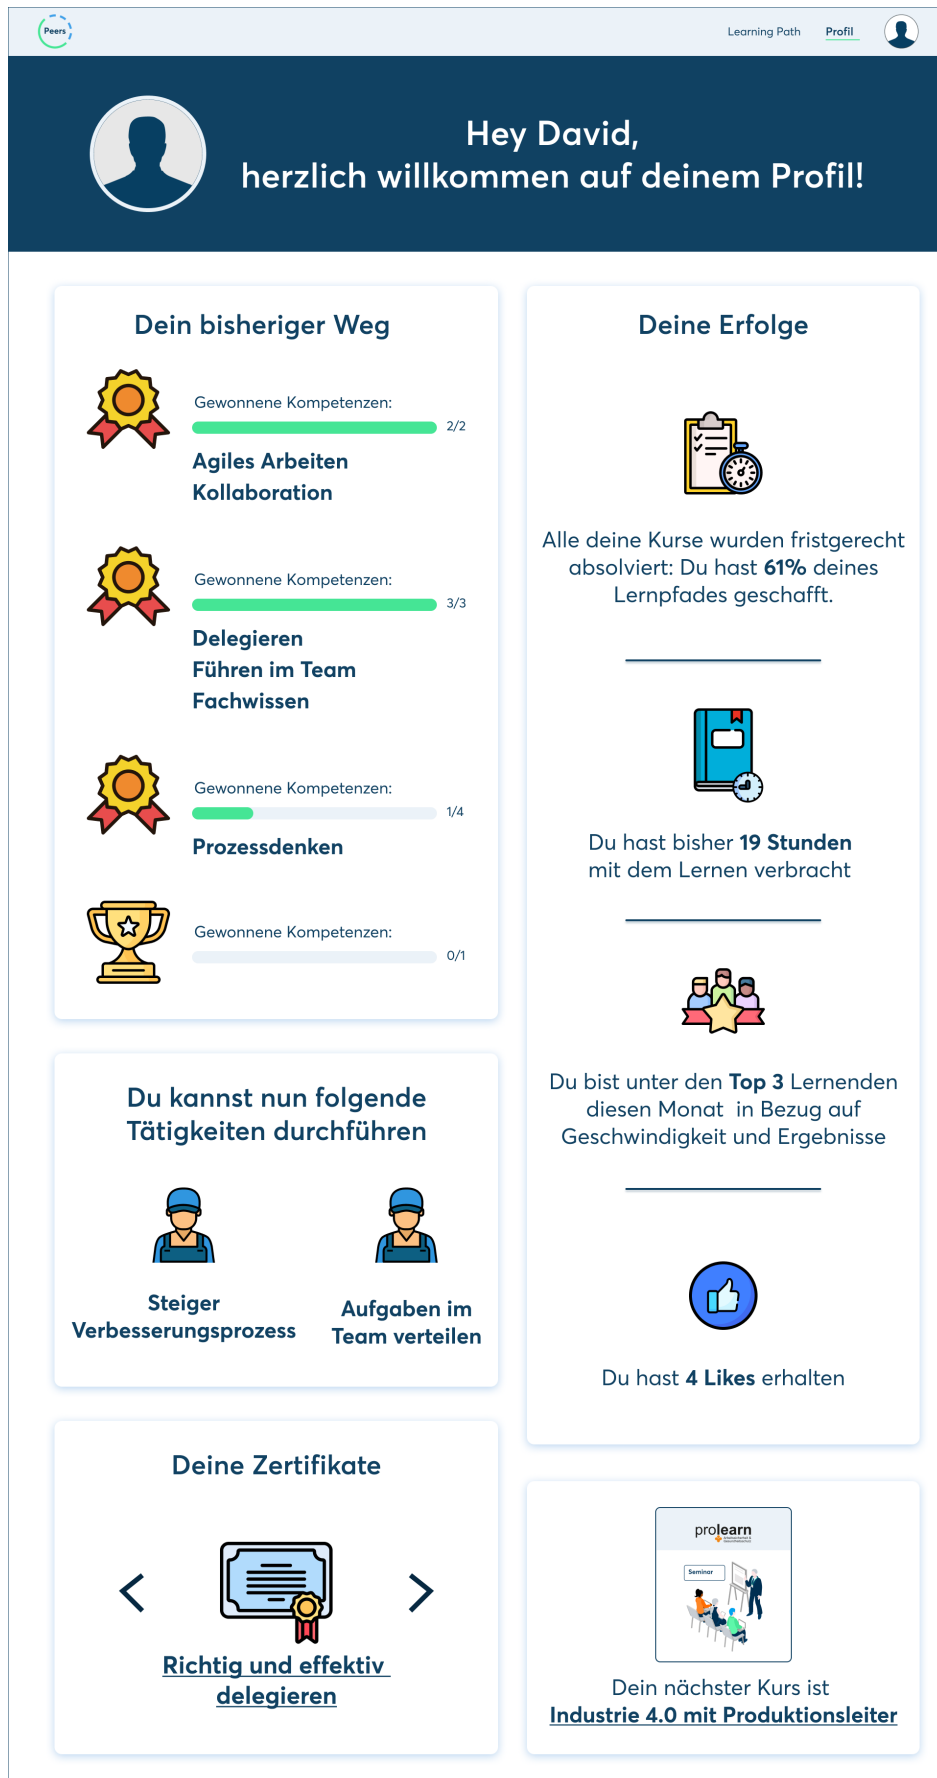 Peers
Learning Path
Profil
Hey David,
herzlich willkommen auf deinem Profil!
Dein bisheriger Weg
Gewonnene Kompetenzen:
2/2
Agiles Arbeiten
Kollaboration
Gewonnene Kompetenzen:
3/3
Delegieren
Führen im Team
Fachwissen
Gewonnene Kompetenzen:
1/4
Prozessdenken
Gewonnene Kompetenzen:
0/1
Du kannst nun folgende
Tätigkeiten durchführen
Steiger
Verbesserungsprozess
Aufgaben im
Team verteilen
Deine Zertifikate
Richtig und effektiv
delegieren
Deine Erfolge
Alle deine Kurse wurden fristgerecht
absolviert: Du hast 61% deines
Lernpfades geschafft.
Du hast bisher 19 Stunden
mit dem Lernen verbracht
Du bist unter den Top 3 Lernenden
diesen Monat  in Bezug auf
Geschwindigkeit und Ergebnisse
Du hast 4 Likes erhalten
prolearn
Seminar
Dein nächster Kurs ist
Industrie 4.0 mit Produktionsleiter